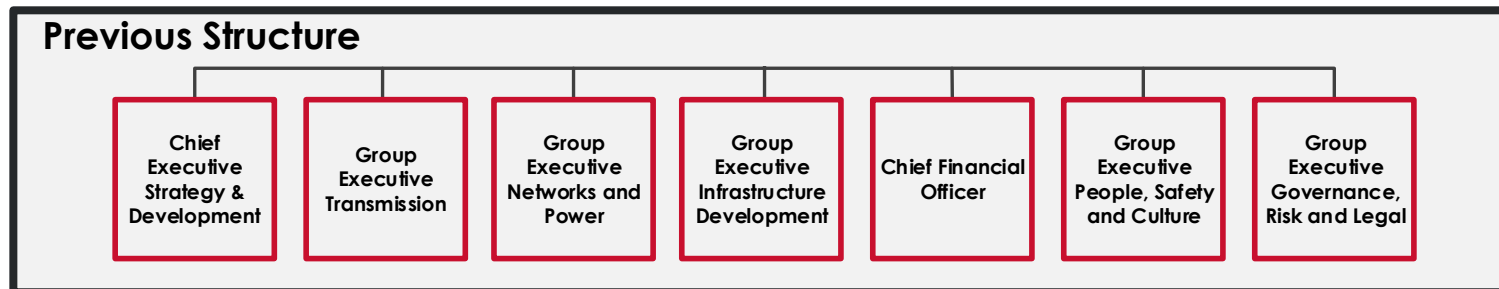 Previous Structure
Chief
Executive
Strategy &
Development
Group
Executive
Transmission
Group
Executive
Networks and
Power
Group
Executive
Infrastructure
Development
Chief Financial
Officer
Group
Executive
People, Safety
and Culture
Group
Executive
Governance,
Risk and Legal